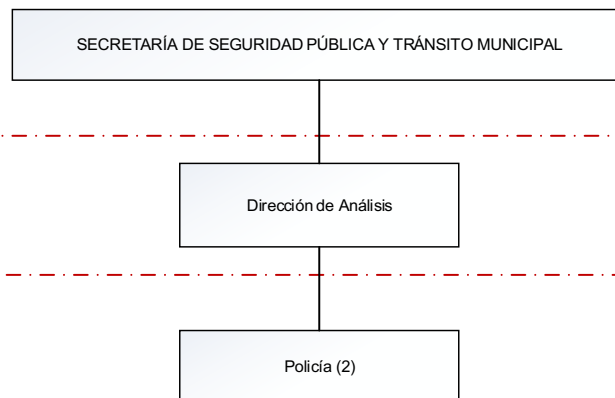 SECRETARÍA DE SEGURIDAD PÚBLICA Y TRÁNSITO MUNICIPAL
Dirección de Análisis
Policía (2)